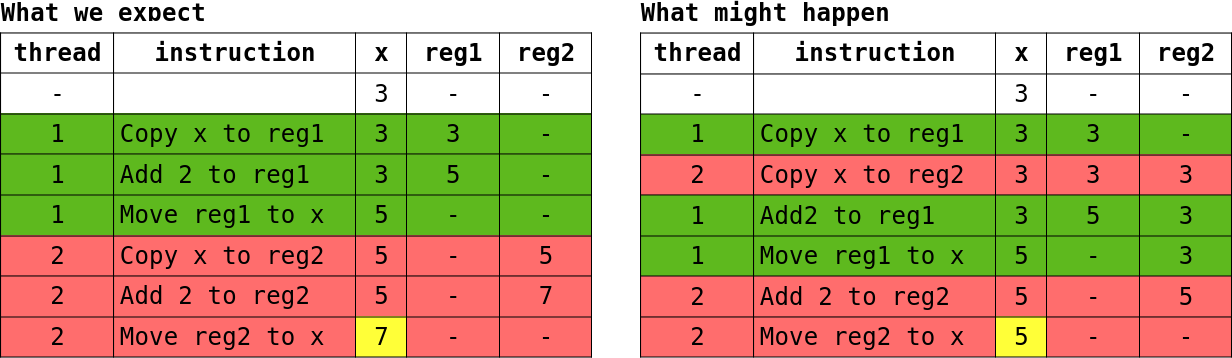 What we expect
thread instruction x reg1 reg2
- 3 - -
1 Copy x to reg1 3 3 -
1 Add 2 to reg1 3 5 -
1 Move reg1 to x 5 - -
2 Copy x to reg2 5 - 5
2 Add 2 to reg2 5 - 7
2 Move reg2 to x 7 - -
What might happen
thread instruction x reg1 reg2
- 3 - -
1 Copy x to reg1 3 3 -
2 Copy x to reg2 3 3 3
1 Add2 to reg1 3 5 3
1 Move reg1 to x 5 - 3
2 Add 2 to reg2 5 - 5
2 Move reg2 to x 5 - -